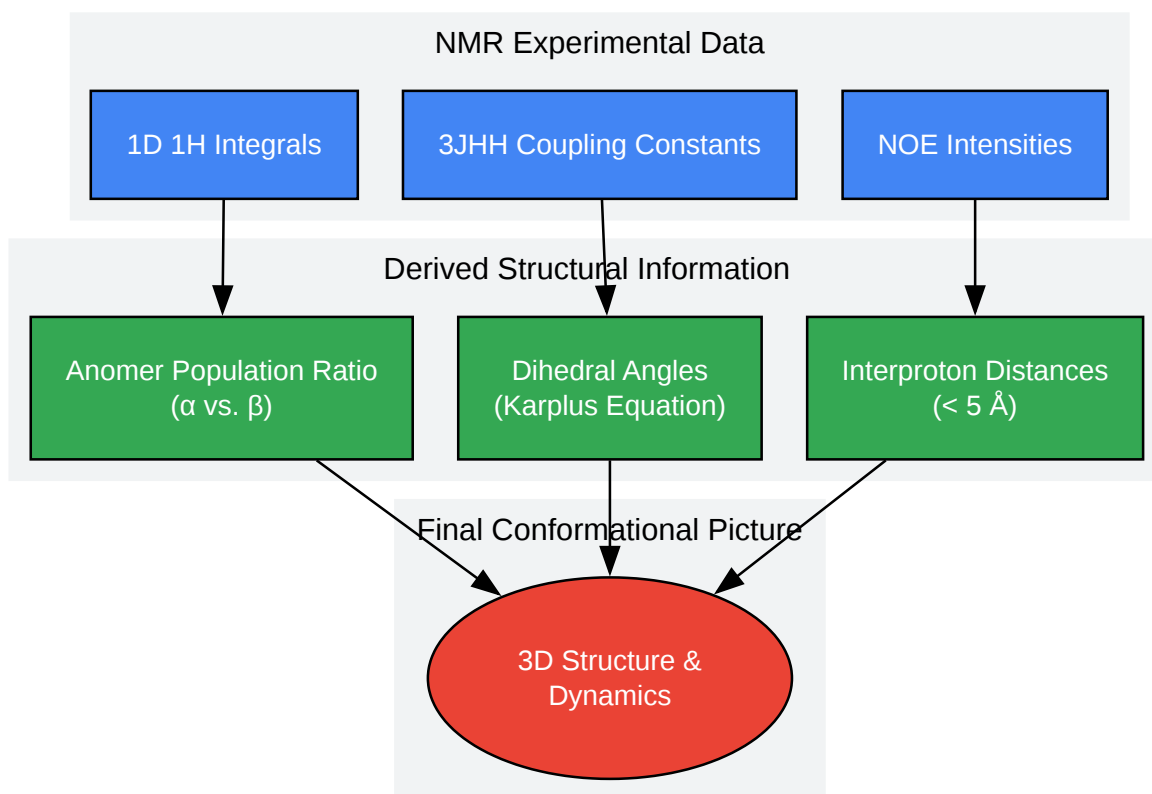 NMR Experimental Data
1D 1H Integrals
3JHH Coupling Constants
NOE Intensities
Derived Structural Information
Anomer Population Ratio
(α vs. β)
Dihedral Angles
(Karplus Equation)
Interproton Distances
(< 5 Å)
Final Conformational Picture
3D Structure &
Dynamics